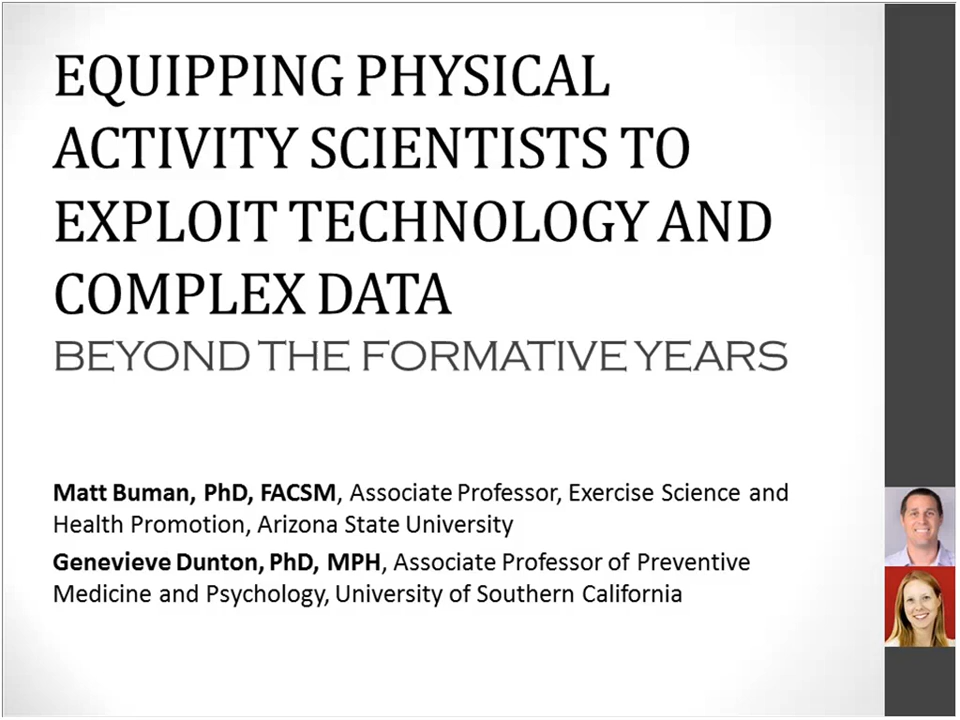 EQUIPPING PHYSICAL
ACTIVITY SCIENTISTS TO
EXPLOIT TECHNOLOGY AND
COMPLEX DATA
BEYOND THE FORMATIVE YEARS
Matt Buman, PhD, FACSM, Associate Professor, Exercise Science and
Health Promotion, Arizona State University
Genevieve Dunton, PhD, MPH, Associate Professor of Preventive
Medicine and Psychology, University of Southern California